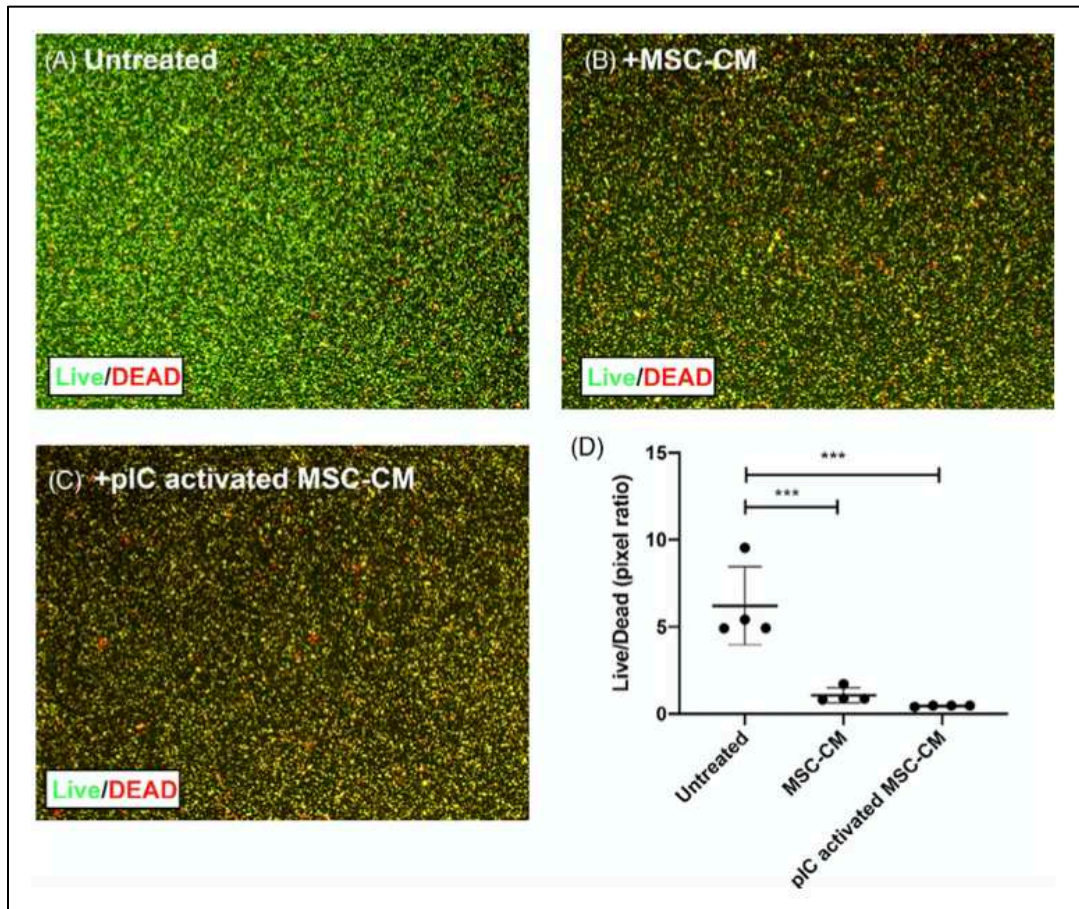 (A) Untreated
(B) +MSC-CM
Live/DEAD
Live/DEAD
(C) +pIC activated MSC-CM
Live/DEAD
(D)
***
***
15
10
5
0
Live/Dead (pixel ratio)
Untreated
MSC-CM
pIC activated MSC-CM